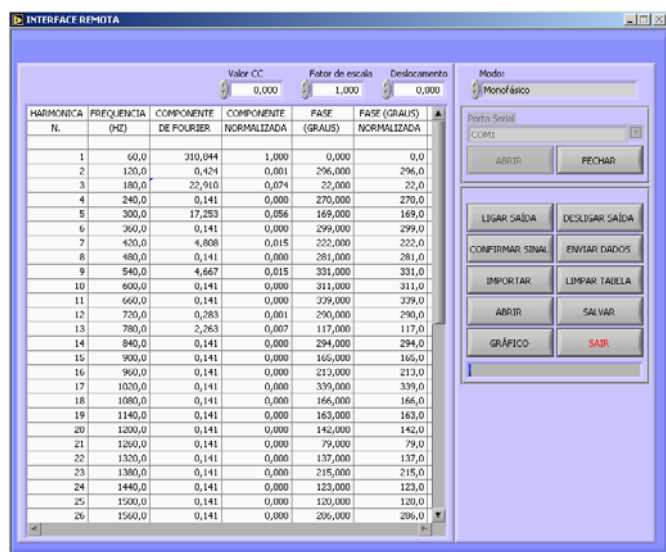 INTERFACE REMOTA
Valor CC Fator de escala Deslocamento
0,000 1,000 0,000
HARMONICA FREQUENCIA COMPONENTE COMPONENTE FASE FASE (GRAUS)
N. (HZ) DE FOURIER NORMALIZADA (GRAUS) NORMALIZADA
1 60,0 310,844 1,000 0,000 0,0
2 120,0 0,424 0,001 296,000 296,0
3 180,0 22,910 0,074 22,000 22,0
4 240,0 0,141 0,000 270,000 270,0
5 300,0 17,253 0,056 169,000 169,0
6 360,0 0,141 0,000 299,000 299,0
7 420,0 4,808 0,015 222,000 222,0
8 480,0 0,141 0,000 281,000 281,0
9 540,0 4,667 0,015 331,000 331,0
10 600,0 0,141 0,000 311,000 311,0
11 660,0 0,141 0,000 339,000 339,0
12 720,0 0,283 0,001 290,000 290,0
13 780,0 2,263 0,007 117,000 117,0
14 840,0 0,141 0,000 294,000 294,0
15 900,0 0,141 0,000 165,000 165,0
16 960,0 0,141 0,000 213,000 213,0
17 1020,0 0,141 0,000 339,000 339,0
18 1080,0 0,141 0,000 166,000 166,0
19 1140,0 0,141 0,000 163,000 163,0
20 1200,0 0,141 0,000 142,000 142,0
21 1260,0 0,141 0,000 79,000 79,0
22 1320,0 0,141 0,000 137,000 137,0
23 1380,0 0,141 0,000 215,000 215,0
24 1440,0 0,141 0,000 123,000 123,0
25 1500,0 0,141 0,000 120,000 120,0
26 1560,0 0,141 0,000 286,000 286,0
Modo:
Monofásico
Porta Serial
COM1
ABRIR FECHAR
LIGAR SAÍDA DESLIGAR SAÍDA
CONFIRMAR SINAL ENVIAR DADOS
IMPORTAR LIMPAR TABELA
ABRIR SALVAR
GRÁFICO SAIR